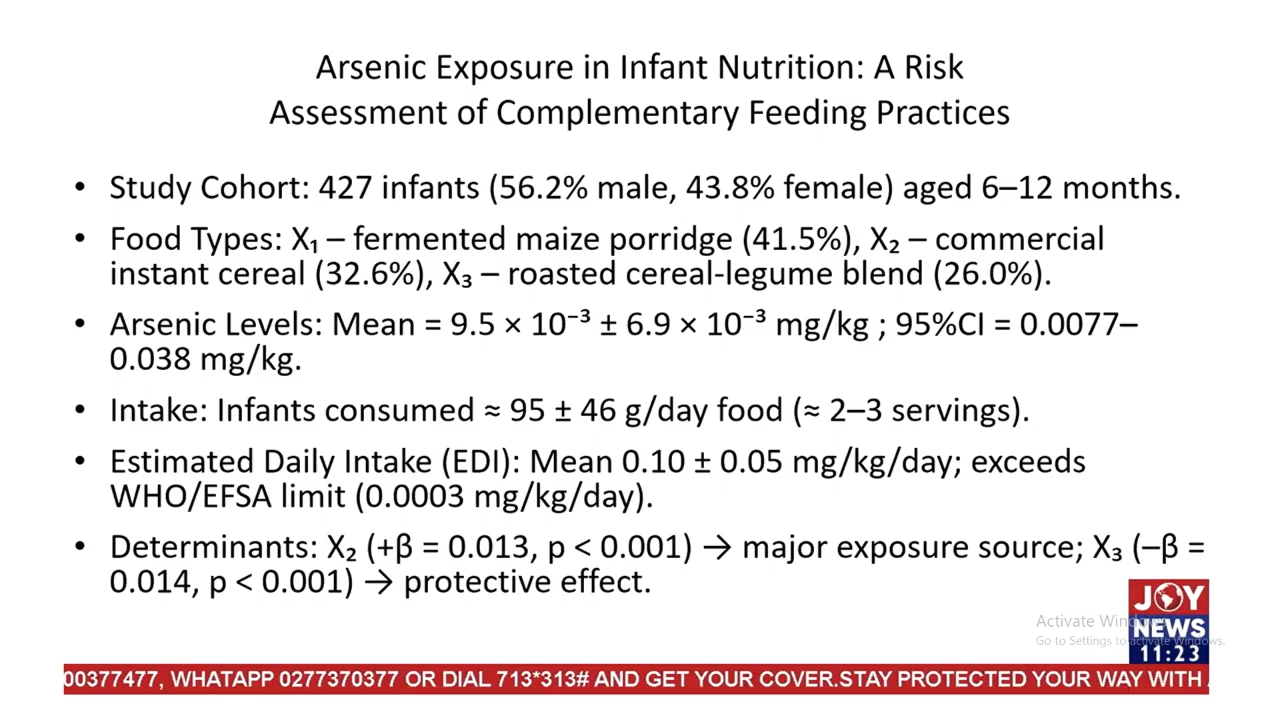 Arsenic Exposure in Infant Nutrition: A Risk
Assessment of Complementary Feeding Practices
• Study Cohort: 427 infants (56.2% male, 43.8% female) aged 6–12 months.
• Food Types: X₁ – fermented maize porridge (41.5%), X₂ – commercial
instant cereal (32.6%), X₃ – roasted cereal-legume blend (26.0%).
• Arsenic Levels: Mean = 9.5 × 10⁻³ ± 6.9 × 10⁻³ mg/kg ; 95%CI = 0.0077–
0.038 mg/kg.
• Intake: Infants consumed ≈ 95 ± 46 g/day food (≈ 2–3 servings).
• Estimated Daily Intake (EDI): Mean 0.10 ± 0.05 mg/kg/day; exceeds
WHO/EFSA limit (0.0003 mg/kg/day).
• Determinants: X₂ (+β = 0.013, p < 0.001) → major exposure source; X₃ (–β =
0.014, p < 0.001) → protective effect.
Activate Windows
Go to Settings to activate Windows.
JOY
NEWS
11:23
00377477, WHATAPP 0277370377 OR DIAL 713*313# AND GET YOUR COVER.STAY PROTECTED YOUR WAY WITH